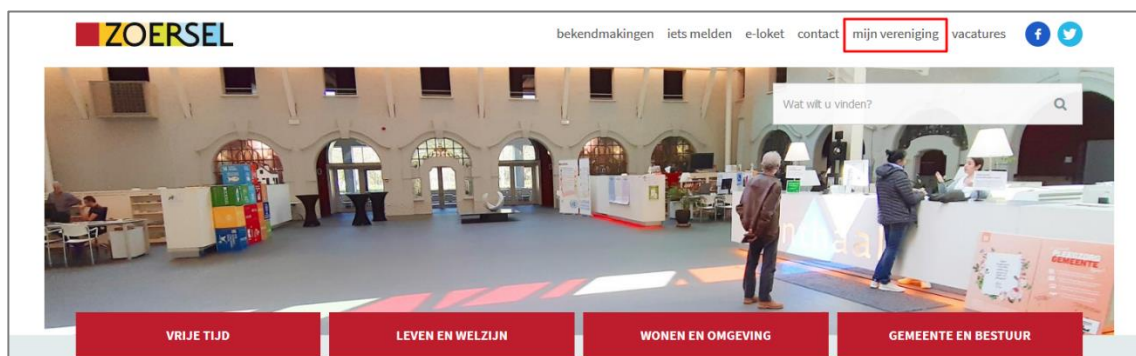 ZOERSEL
bekendmakingen iets melden e-loket contact mijn vereniging vacatures
Wat wilt u vinden?
GEMEENTE
VRIJE TIJD LEVEN EN WELZIJN WONEN EN OMGEVING GEMEENTE EN BESTUUR